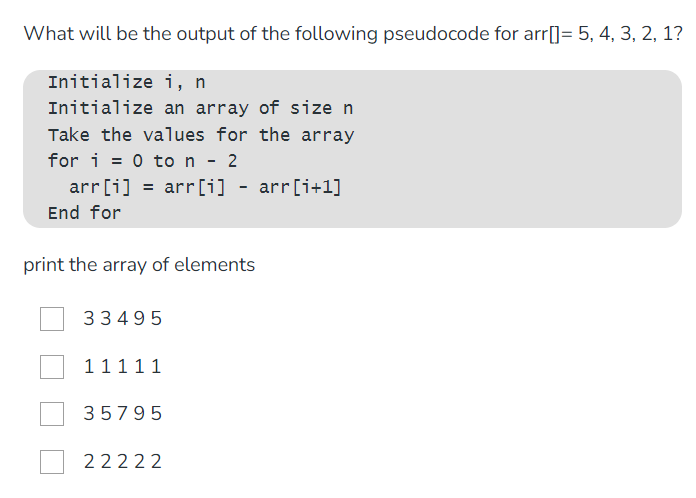 What will be the output of the following pseudocode for arr[]= 5, 4, 3, 2, 1?
Initialize i, n
Initialize an array of size n
Take the values for the array
for i = 0 to n - 2
arr[i] = arr[i] - arr[i+1]
End for
print the array of elements
3 3 4 9 5
1 1 1 1 1
3 5 7 9 5
2 2 2 2 2